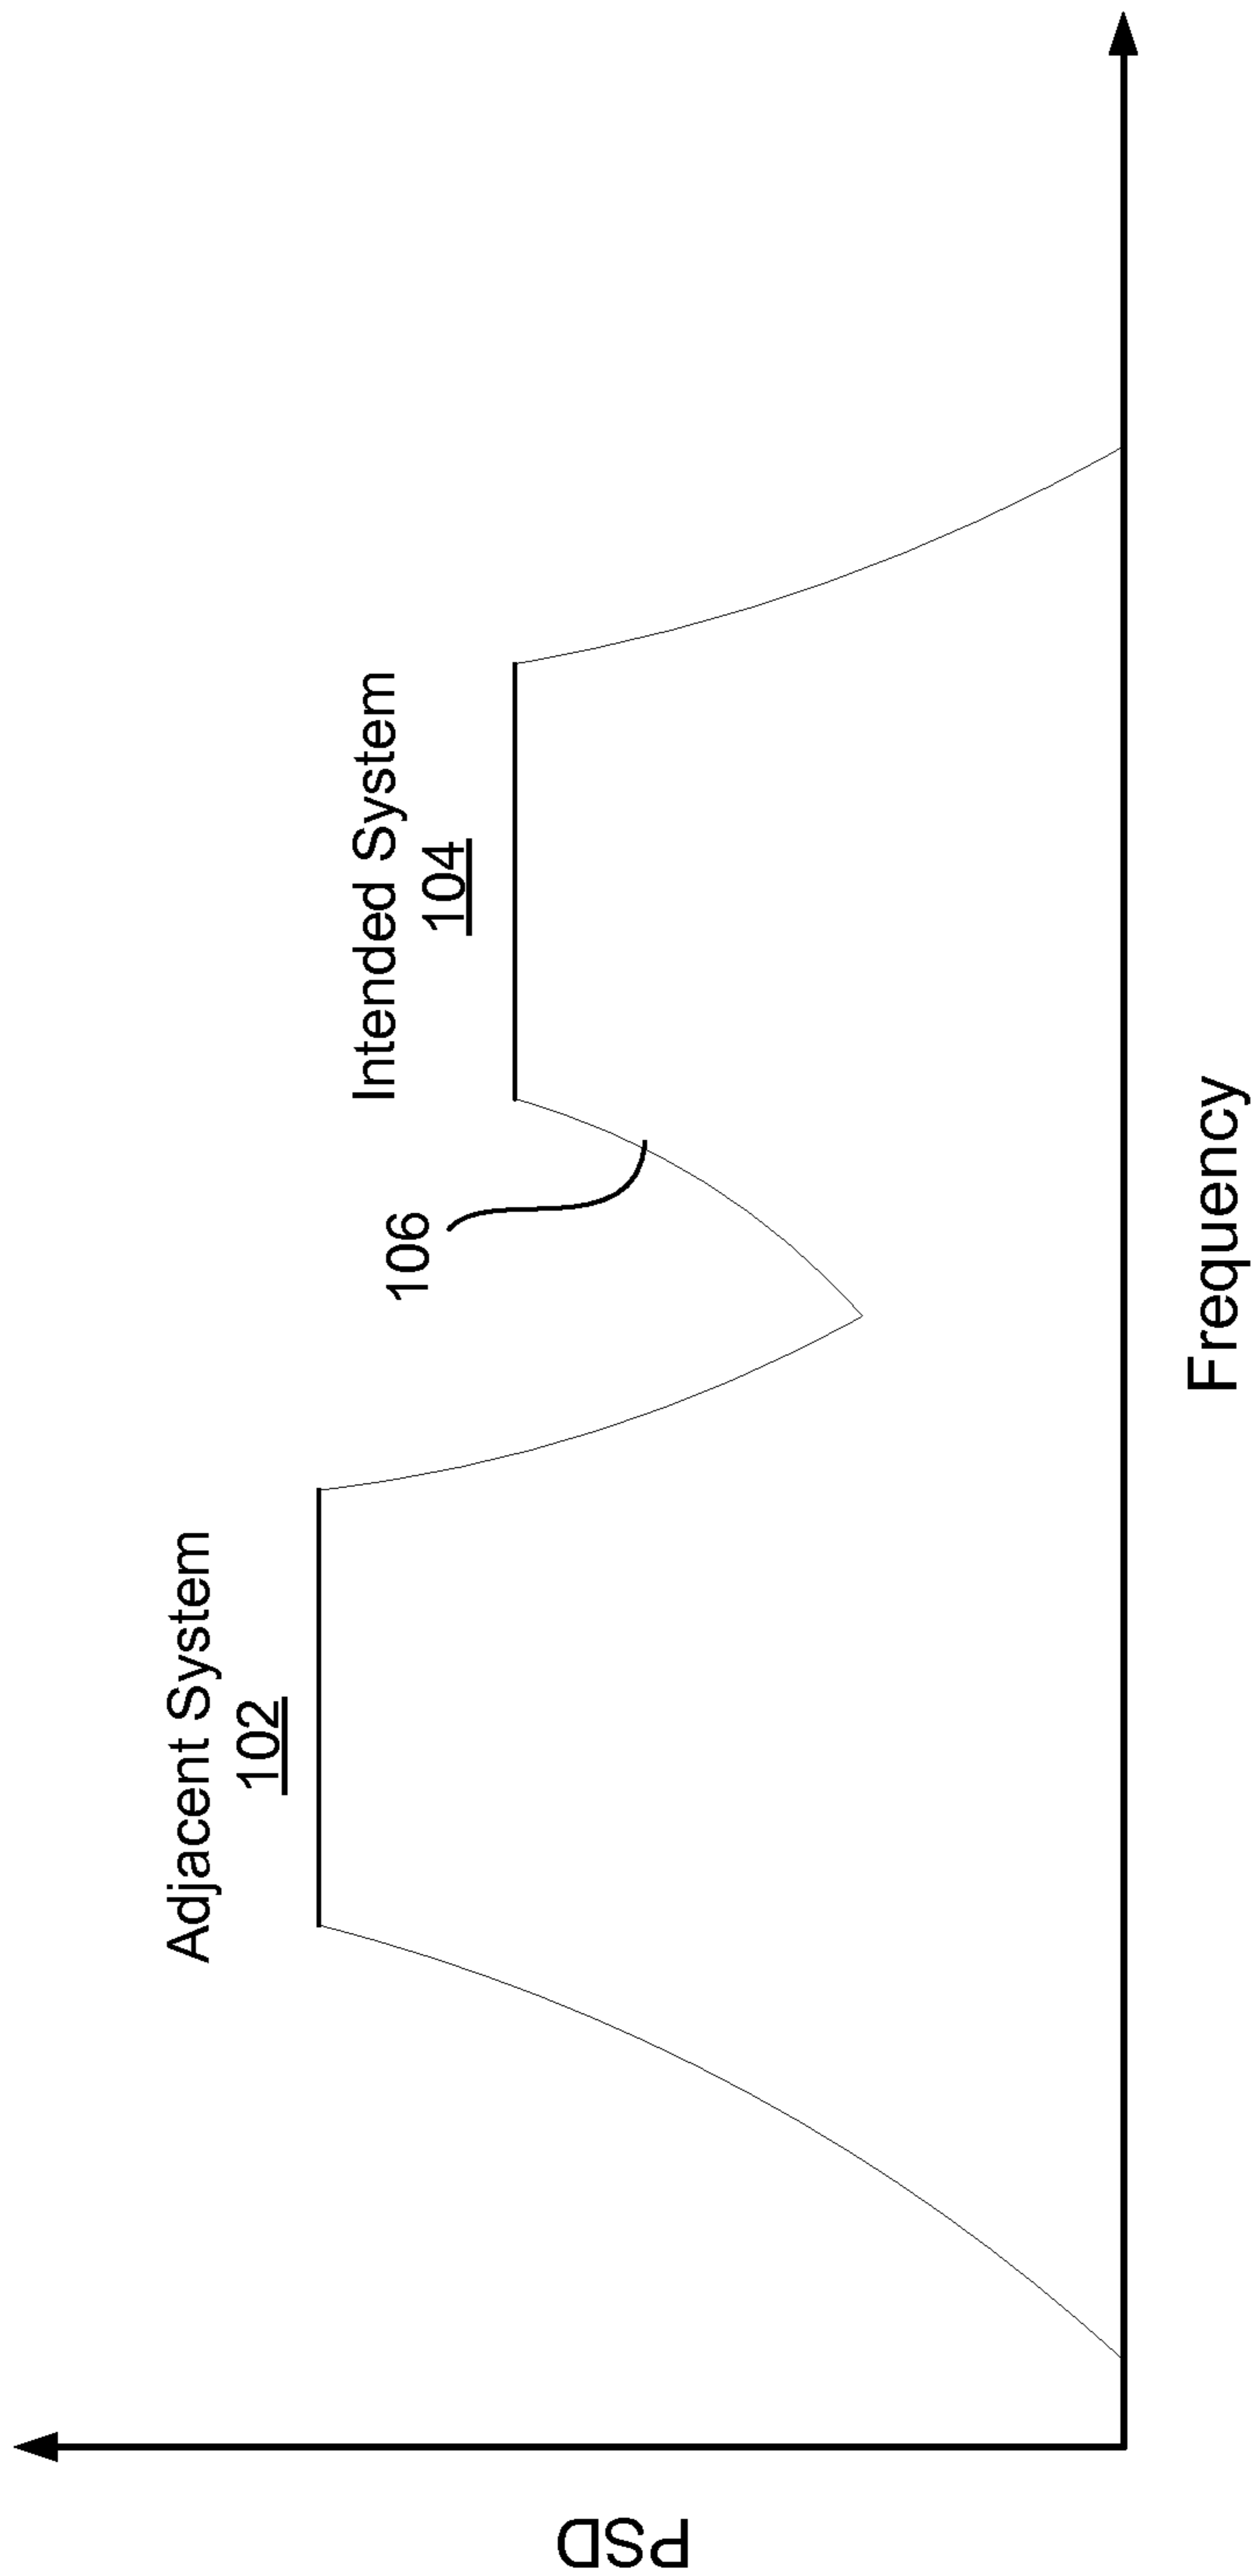 Adjacent System
102
Intended System
104
106
PSD
Frequency